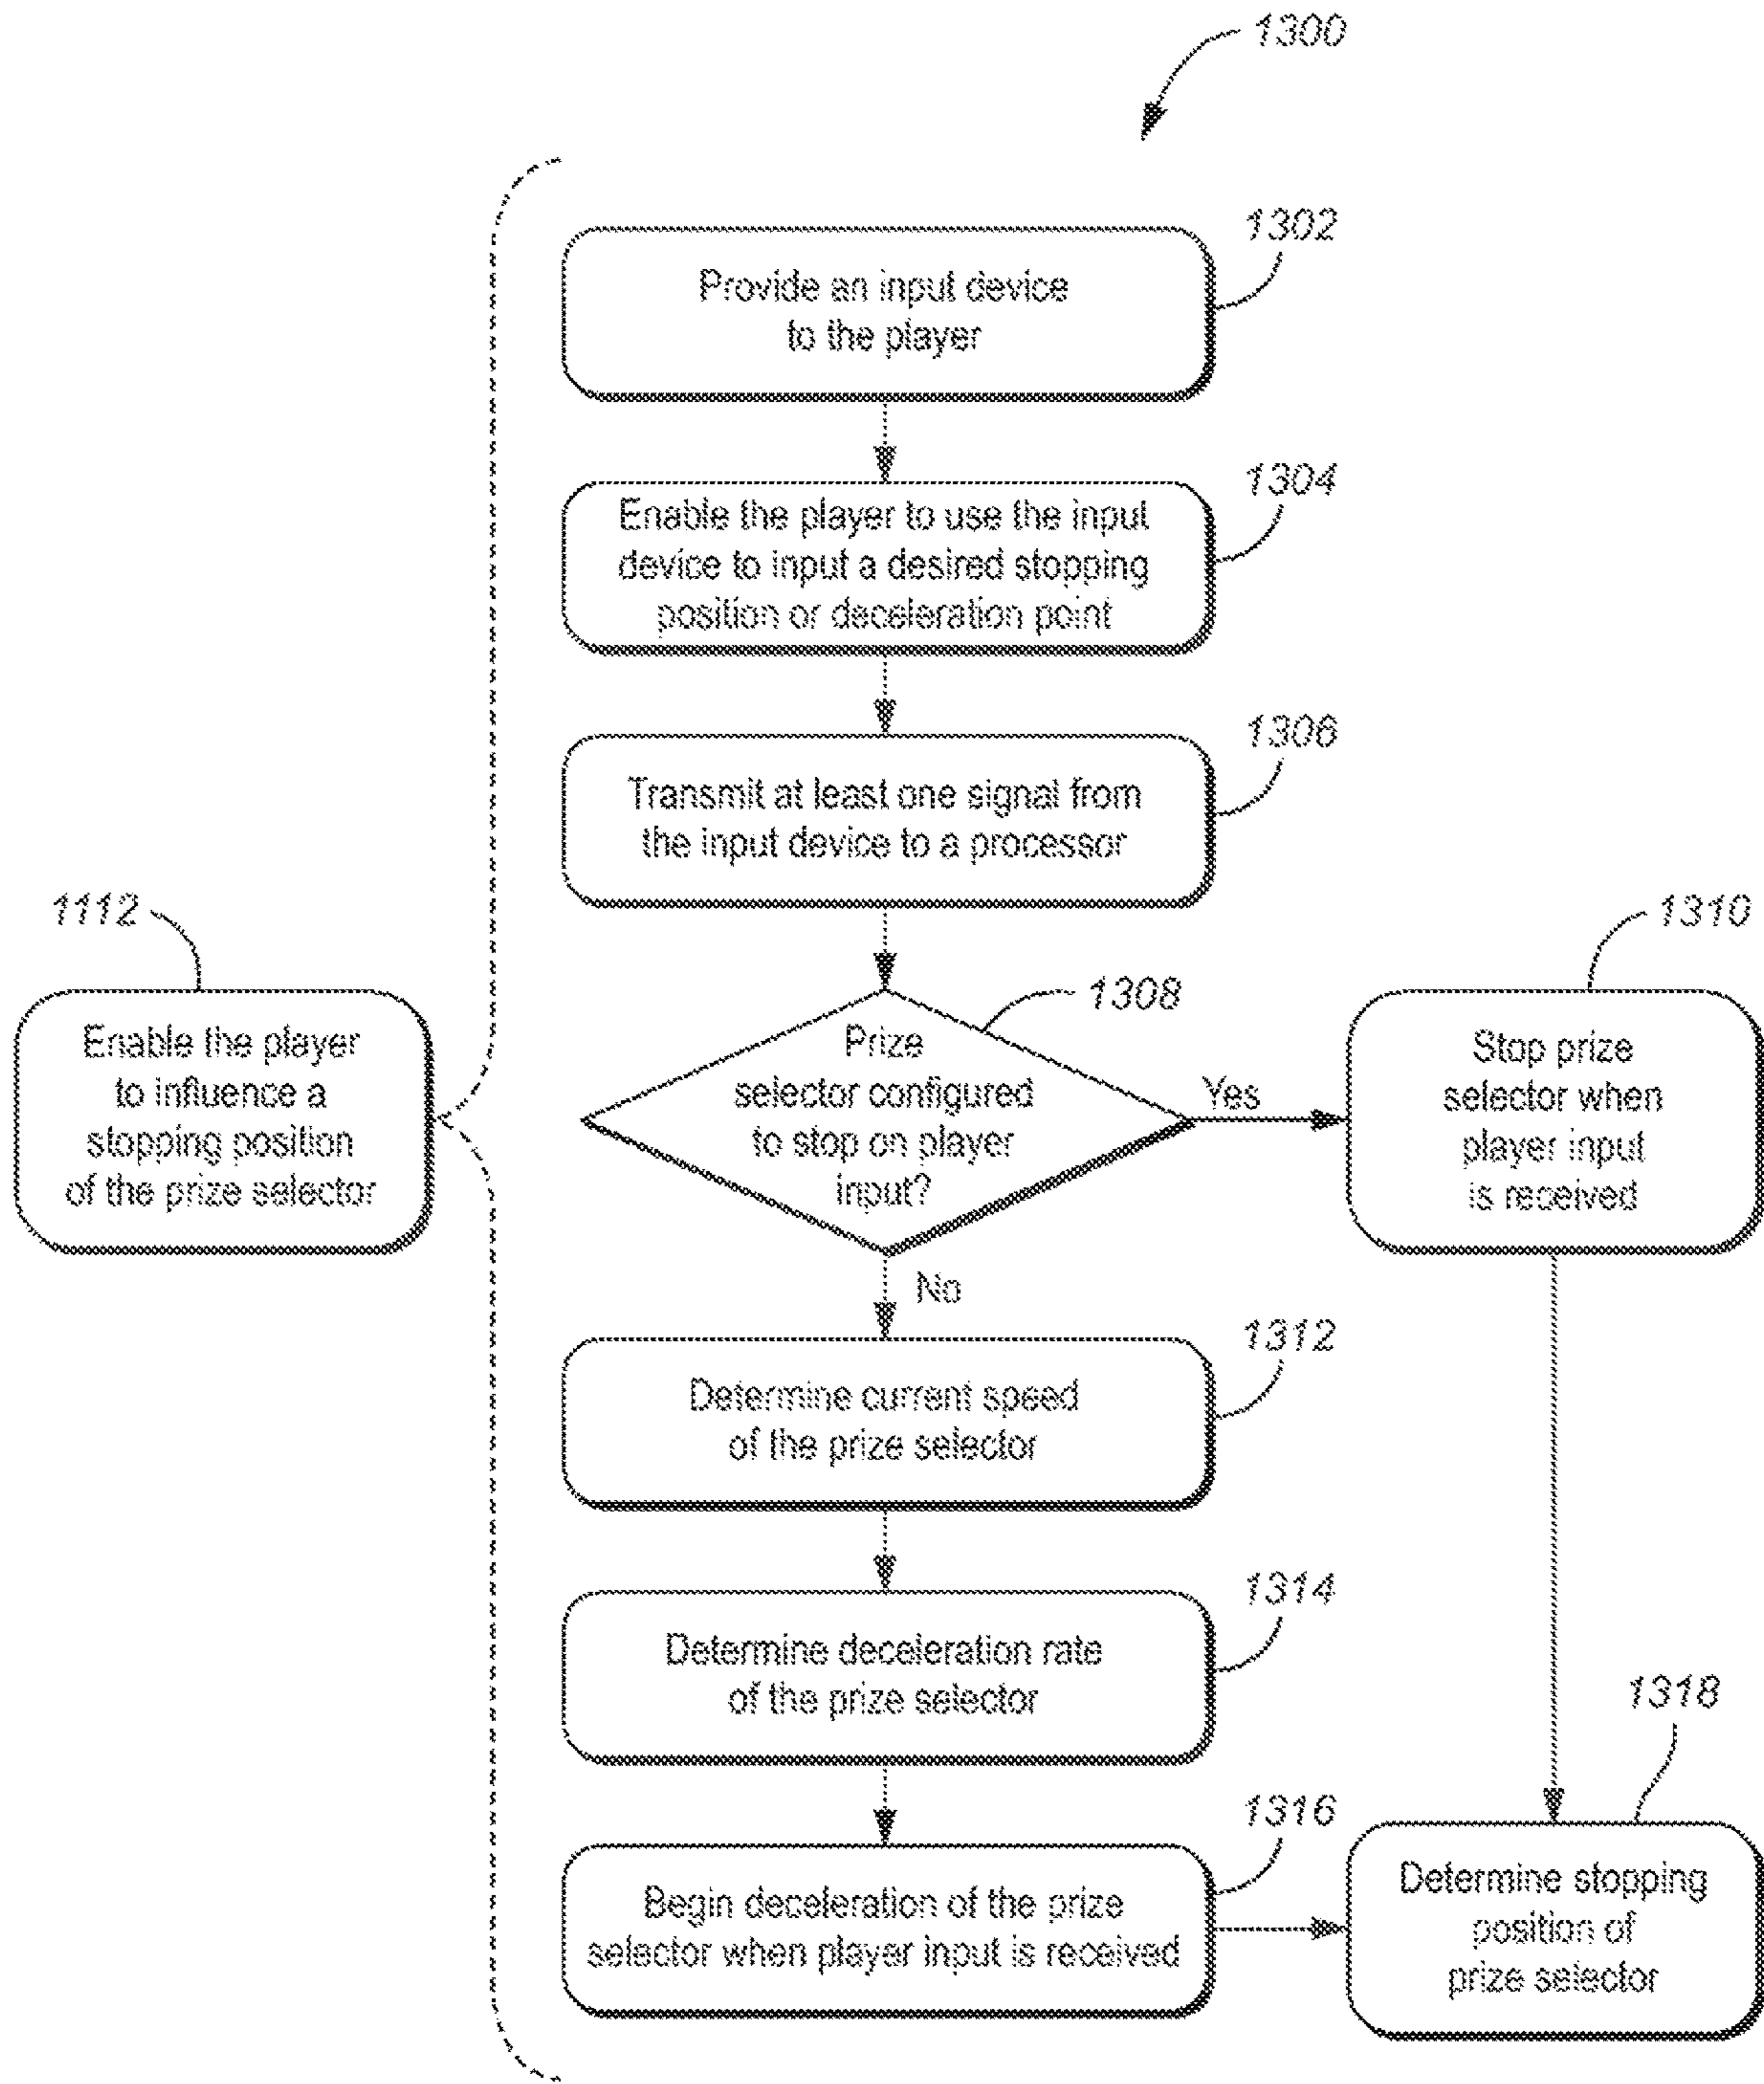 1300
1302
Provide an input device
to the player
1304
Enable the player to use the input
device to input a desired stopping
position or deceleration point
1306
Transmit at least one signal from
the input device to a processor
1112
Enable the player
to influence a
stopping position
of the prize selector
1308
Prize
selector configured
to stop on player
input?
Yes
No
1310
Stop prize
selector when
player input
is received
1312
Determine current speed
of the prize selector
1314
Determine deceleration rate
of the prize selector
1316
Begin deceleration of the prize
selector when player input is received
1318
Determine stopping
position of
prize selector